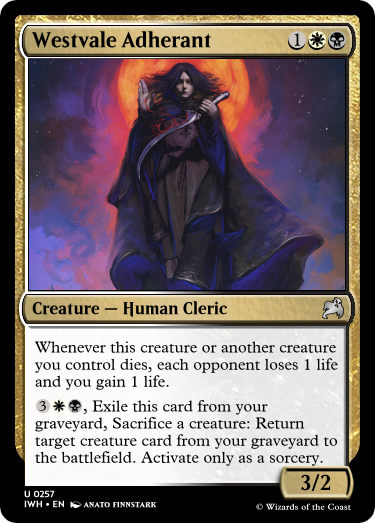 Westvale Adherant 1
Creature — Human Cleric
Whenever this creature or another creature
you control dies, each opponent loses 1 life
and you gain 1 life.
3, Exile this card from your
graveyard, Sacrifice a creature: Return
target creature card from your graveyard to
the battlefield. Activate only as a sorcery.
3/2
U 0257
IWH • EN ANATO FINNSTARK
© Wizards of the Coast